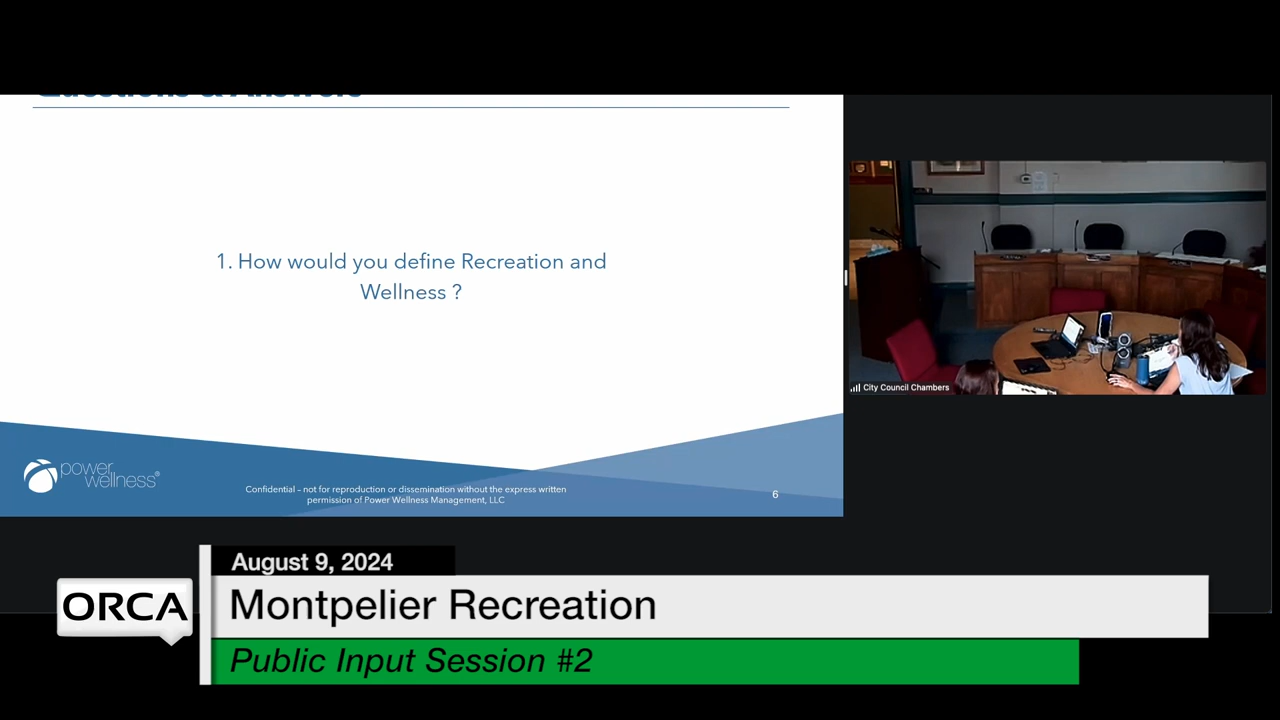 Questions & Answers
1. How would you define Recreation and
Wellness ?
power
wellness®
Confidential – not for reproduction or dissemination without the express written
permission of Power Wellness Management, LLC
6
City Council Chambers
August 9, 2024
ORCA
Montpelier Recreation
Public Input Session #2